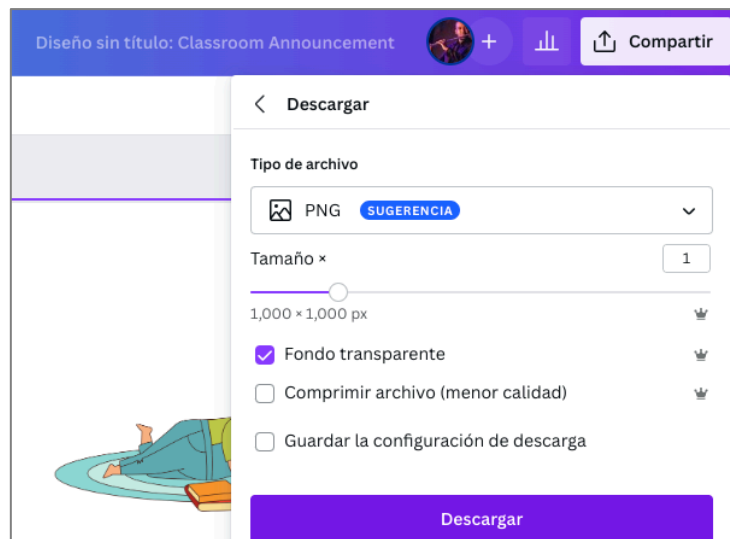 Diseño sin título: Classroom Announcement
+
Compartir
Descargar
Tipo de archivo
PNG SUGERENCIA
Tamaño × 1
1,000 × 1,000 px
Fondo transparente
Comprimir archivo (menor calidad)
Guardar la configuración de descarga
Descargar